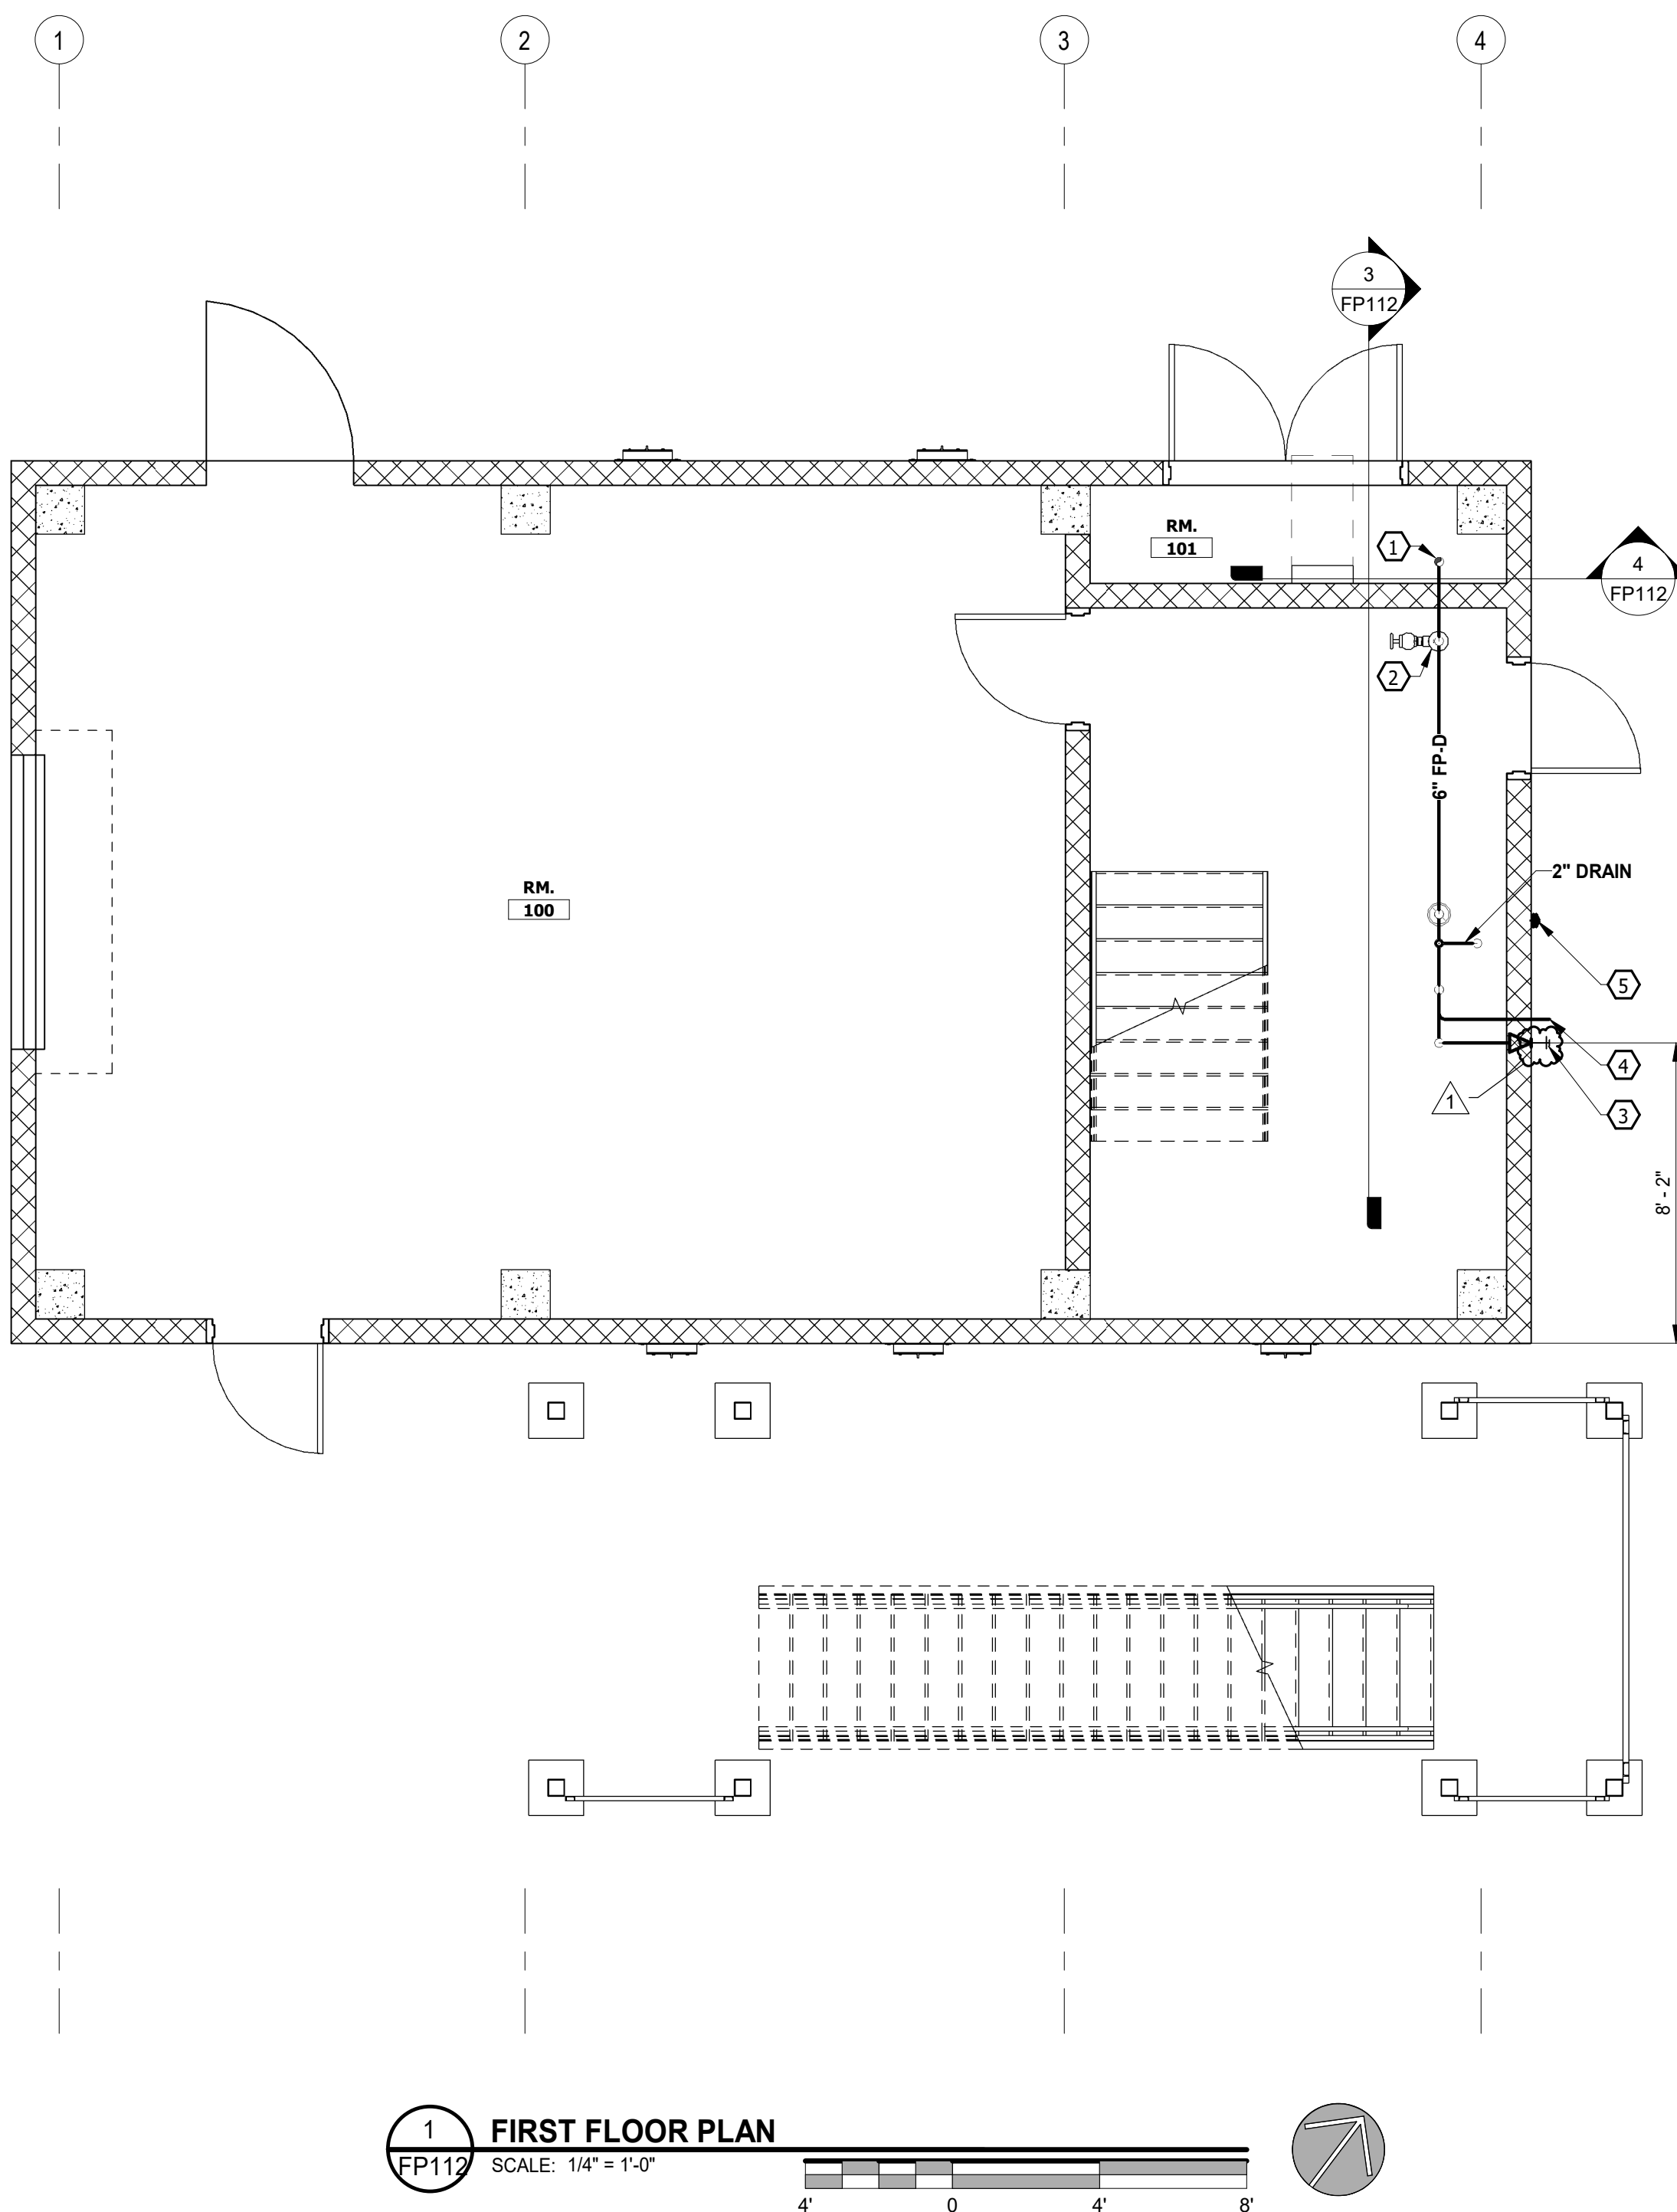 1 2 3 4
3
FP112
RM.
101
1
4
FP112
2
6" FP-D
2" DRAIN
RM.
100
5
4
1
3
8' - 2"
1
FP112
FIRST FLOOR PLAN
SCALE: 1/4" = 1'-0"
4' 0 4' 8'